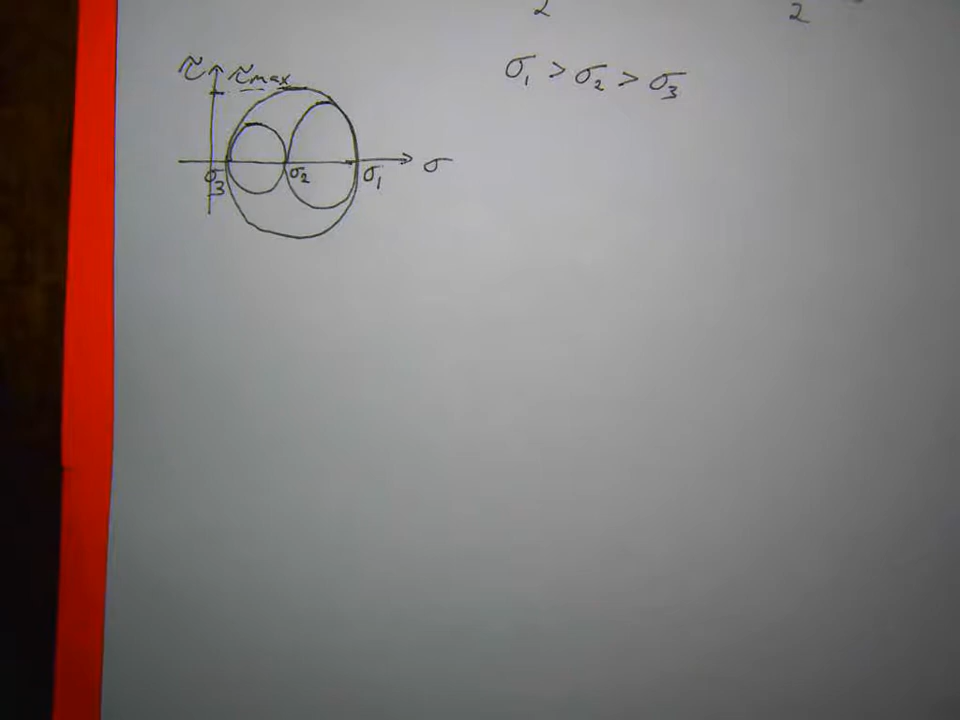 2 2
τ τmax
σ₁ > σ₂ > σ₃
σ₃ σ₂ σ₁ σ